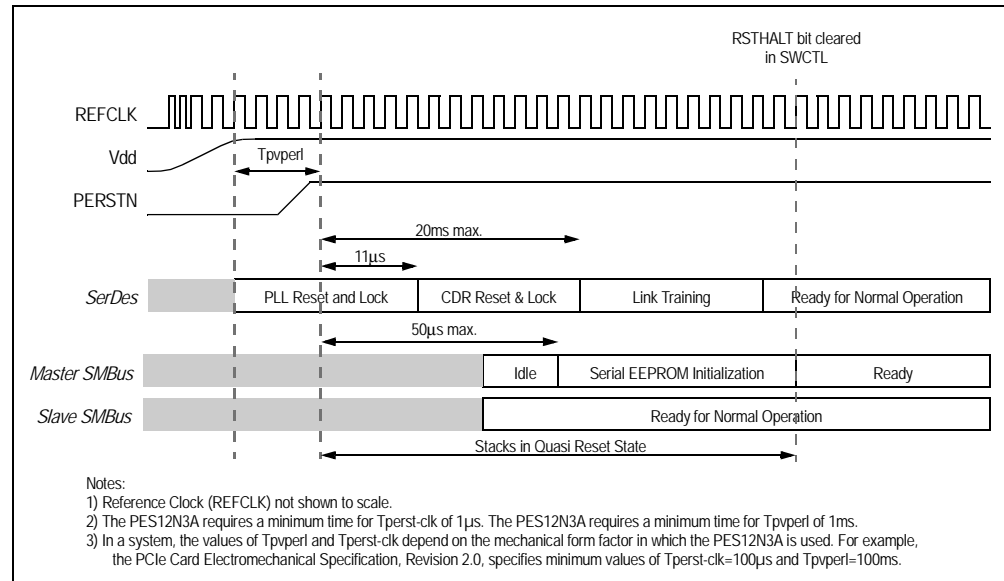 RSTHALT bit cleared
in SWCTL
REFCLK
Vdd
Tpvperl
PERSTN
20ms max.
11μs
SerDes
PLL Reset and Lock
CDR Reset & Lock
Link Training
Ready for Normal Operation
50μs max.
Master SMBus
Idle
Serial EEPROM Initialization
Ready
Slave SMBus
Ready for Normal Operation
Stacks in Quasi Reset State
Notes:
1) Reference Clock (REFCLK) not shown to scale.
2) The PES12N3A requires a minimum time for Tperst-clk of 1μs. The PES12N3A requires a minimum time for Tpvperl of 1ms.
3) In a system, the values of Tpvperl and Tperst-clk depend on the mechanical form factor in which the PES12N3A is used. For example,
the PCIe Card Electromechanical Specification, Revision 2.0, specifies minimum values of Tperst-clk=100μs and Tpvperl=100ms.